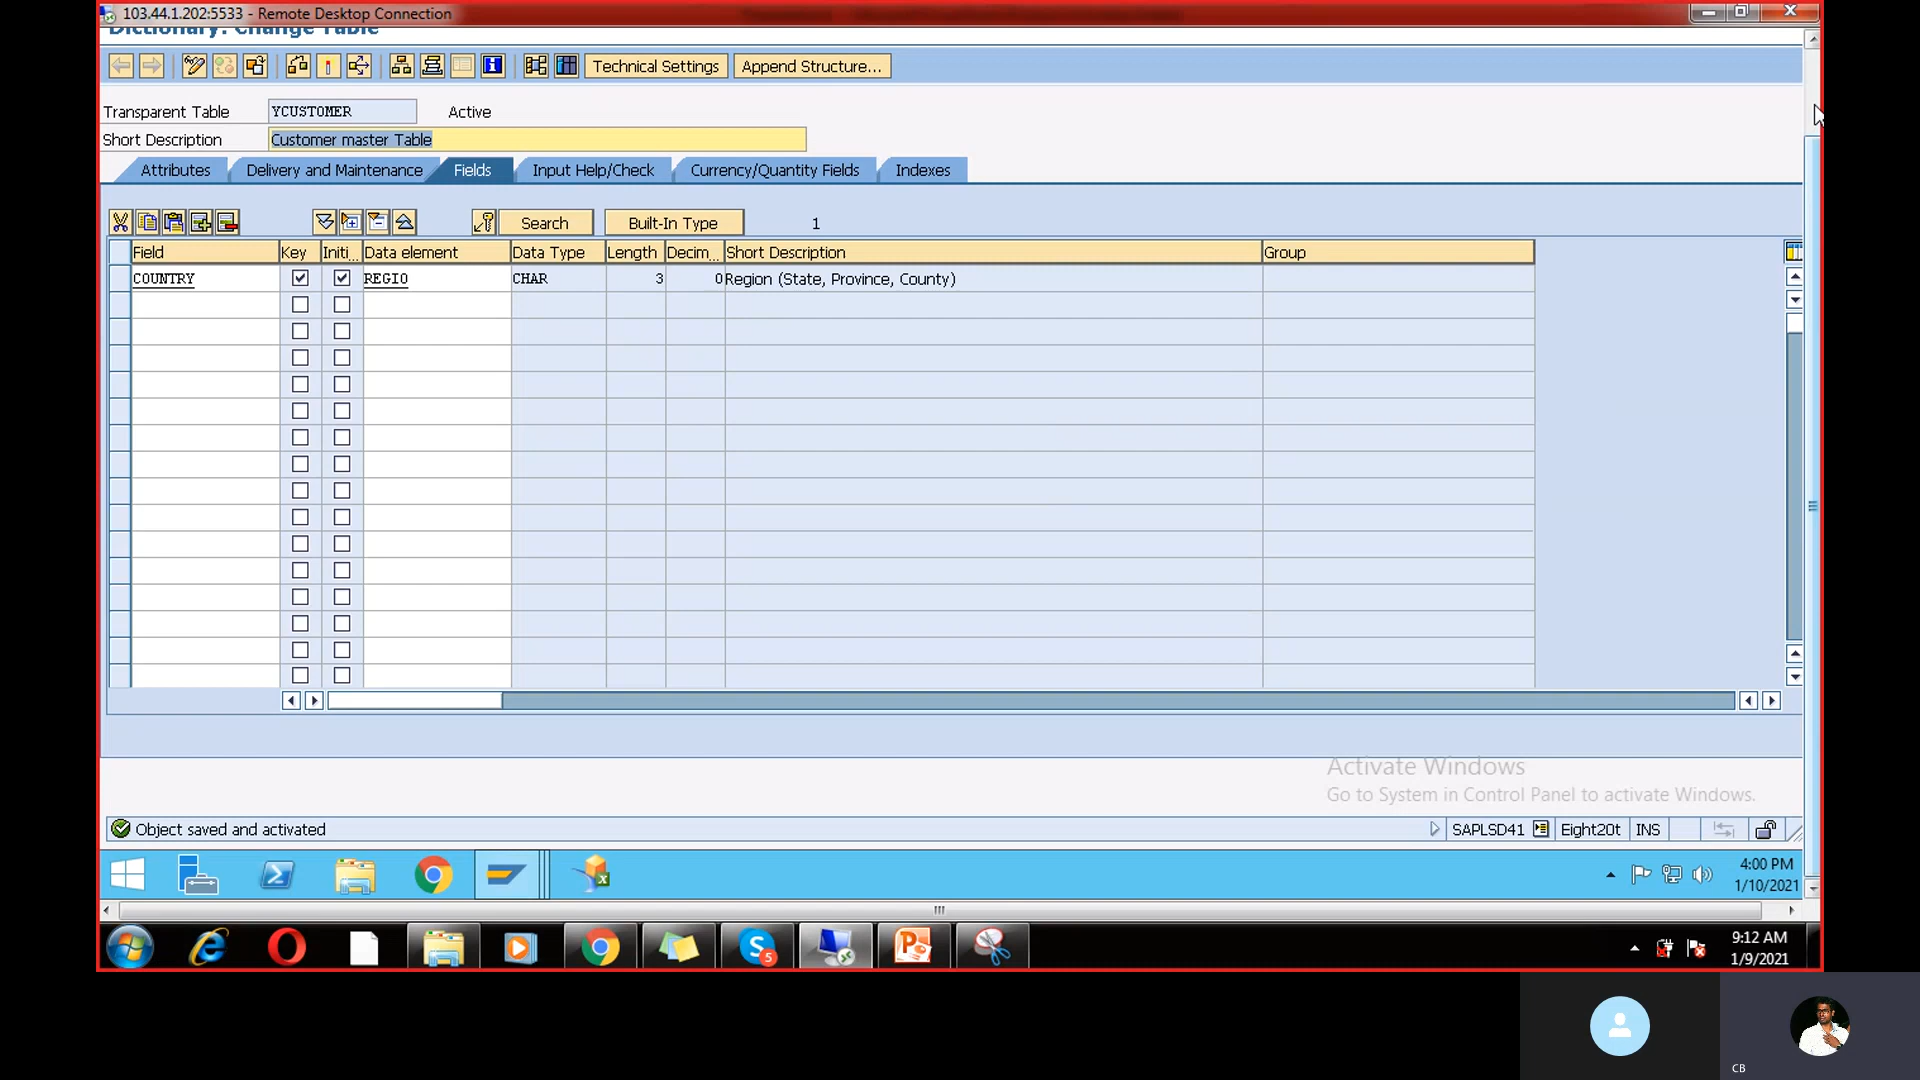 103.44.1.202:5533 - Remote Desktop Connection
Dictionary: Change Table
Technical Settings Append Structure...
Transparent Table YCUSTOMER Active
Short Description Customer master Table
Attributes Delivery and Maintenance Fields Input Help/Check Currency/Quantity Fields Indexes
Search Built-In Type 1
Field Key Initi... Data element Data Type Length Decim... Short Description Group
COUNTRY REGIO CHAR 3 0 Region (State, Province, County)
Activate Windows
Go to System in Control Panel to activate Windows.
Object saved and activated SAPLSD41 Eight20t INS
4:00 PM
1/10/2021
9:12 AM
1/9/2021
CB